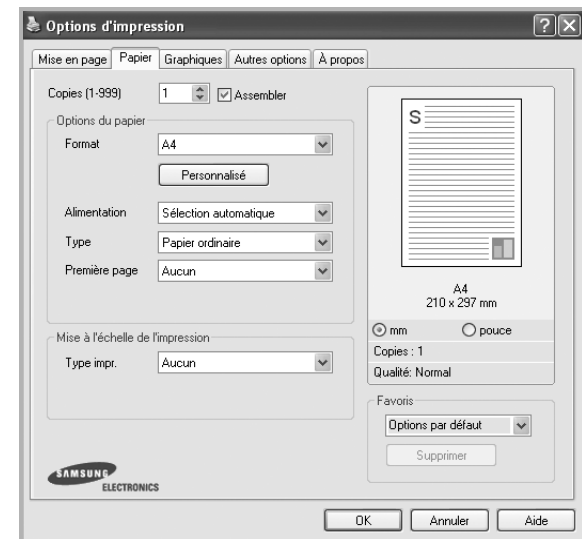 Options d'impression
Mise en page Papier Graphiques Autres options À propos
Copies (1-999) 1 Assembler
Options du papier
Format A4
Personnalisé
Alimentation Sélection automatique
Type Papier ordinaire
Première page Aucun
Mise à l'échelle de l'impression
Type impr. Aucun
SAMSUNG
ELECTRONICS
S
A4
210 x 297 mm
mm pouce
Copies : 1
Qualité: Normal
Favoris
Options par défaut
Supprimer
OK Annuler Aide